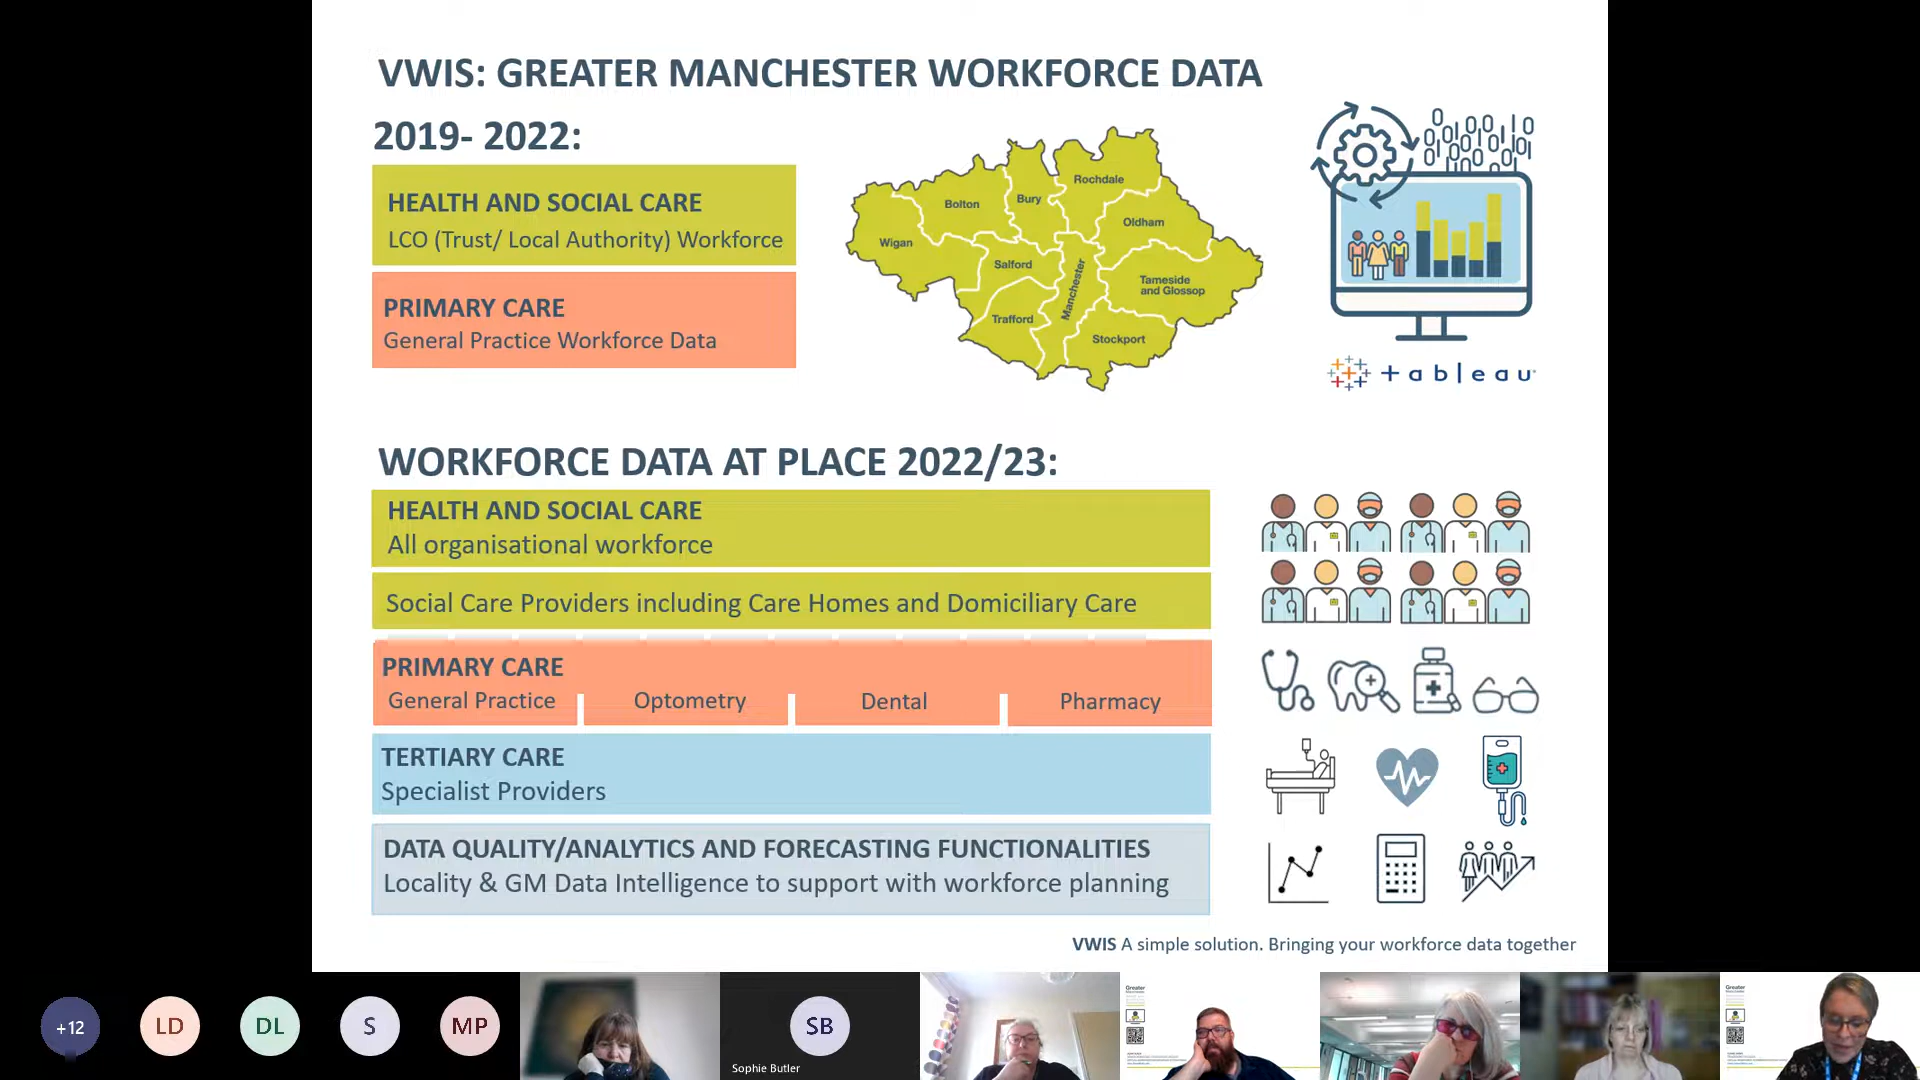 VWIS: GREATER MANCHESTER WORKFORCE DATA
2019- 2022:
HEALTH AND SOCIAL CARE
LCO (Trust/ Local Authority) Workforce
PRIMARY CARE
General Practice Workforce Data
Rochdale
Bury
Bolton
Oldham
Wigan
Salford
Manchester
Tameside
and Glossop
Trafford
Stockport
+ableau
WORKFORCE DATA AT PLACE 2022/23:
HEALTH AND SOCIAL CARE
All organisational workforce
Social Care Providers including Care Homes and Domiciliary Care
PRIMARY CARE
General Practice
Optometry
Dental
Pharmacy
TERTIARY CARE
Specialist Providers
DATA QUALITY/ANALYTICS AND FORECASTING FUNCTIONALITIES
Locality & GM Data Intelligence to support with workforce planning
VWIS A simple solution. Bringing your workforce data together
+12
LD
DL
S
MP
SB
Sophie Butler
Greater
Greater